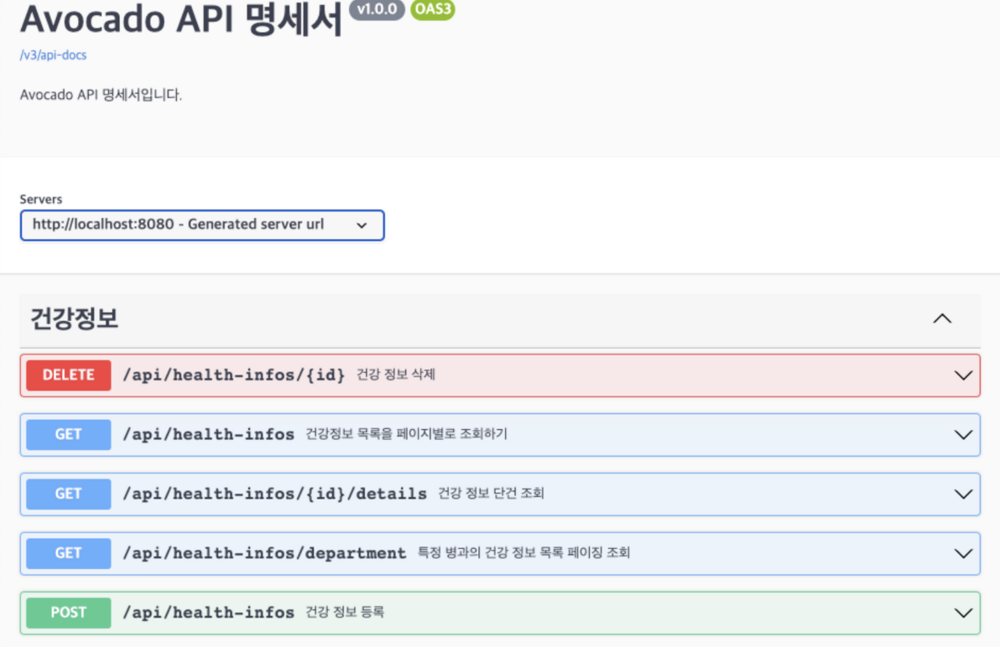 Avocado API 명세서 v1.0.0 OAS3
/v3/api-docs
Avocado API 명세서입니다.
Servers
http://localhost:8080 - Generated server url
건강정보
DELETE /api/health-infos/{id} 건강 정보 삭제
GET /api/health-infos 건강정보 목록을 페이지별로 조회하기
GET /api/health-infos/{id}/details 건강 정보 단건 조회
GET /api/health-infos/department 특정 병과의 건강 정보 목록 페이징 조회
POST /api/health-infos 건강 정보 등록